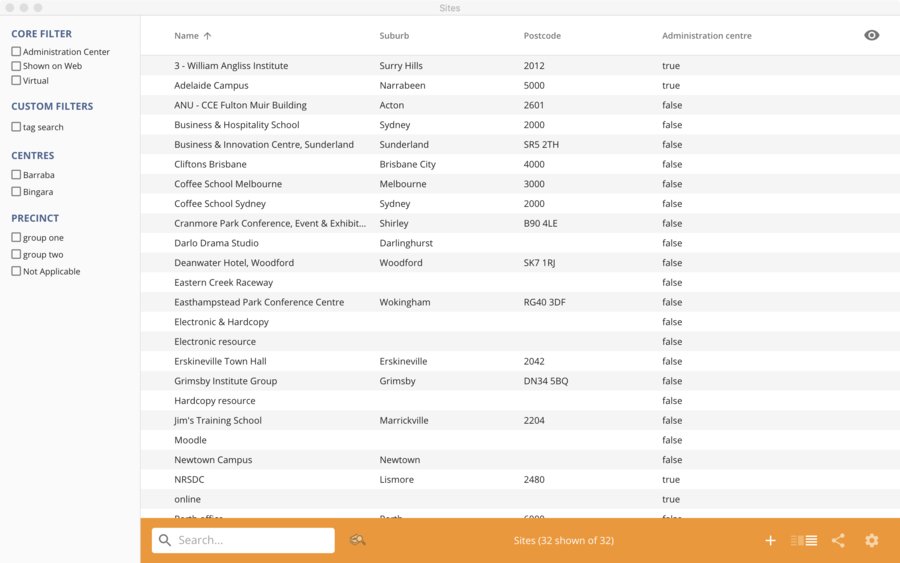 Sites
CORE FILTER
Administration Center
Shown on Web
Virtual
CUSTOM FILTERS
tag search
CENTRES
Barraba
Bingara
PRECINCT
group one
group two
Not Applicable
Name Suburb Postcode Administration centre
3 - William Angliss Institute Surry Hills 2012 true
Adelaide Campus Narrabeen 5000 true
ANU - CCE Fulton Muir Building Acton 2601 false
Business & Hospitality School Sydney 2000 false
Business & Innovation Centre, Sunderland Sunderland SR5 2TH false
Cliftons Brisbane Brisbane City 4000 false
Coffee School Melbourne Melbourne 3000 false
Coffee School Sydney Sydney 2000 false
Cranmore Park Conference, Event & Exhibit... Shirley B90 4LE false
Darlo Drama Studio Darlinghurst false
Deanwater Hotel, Woodford Woodford SK7 1RJ false
Eastern Creek Raceway false
Easthampstead Park Conference Centre Wokingham RG40 3DF false
Electronic & Hardcopy false
Electronic resource false
Erskineville Town Hall Erskineville 2042 false
Grimsby Institute Group Grimsby DN34 5BQ false
Hardcopy resource false
Jim's Training School Marrickville 2204 false
Moodle false
Newtown Campus Newtown false
NRSDC Lismore 2480 true
online true
Perth office Perth 6000 false
Search... Sites (32 shown of 32)